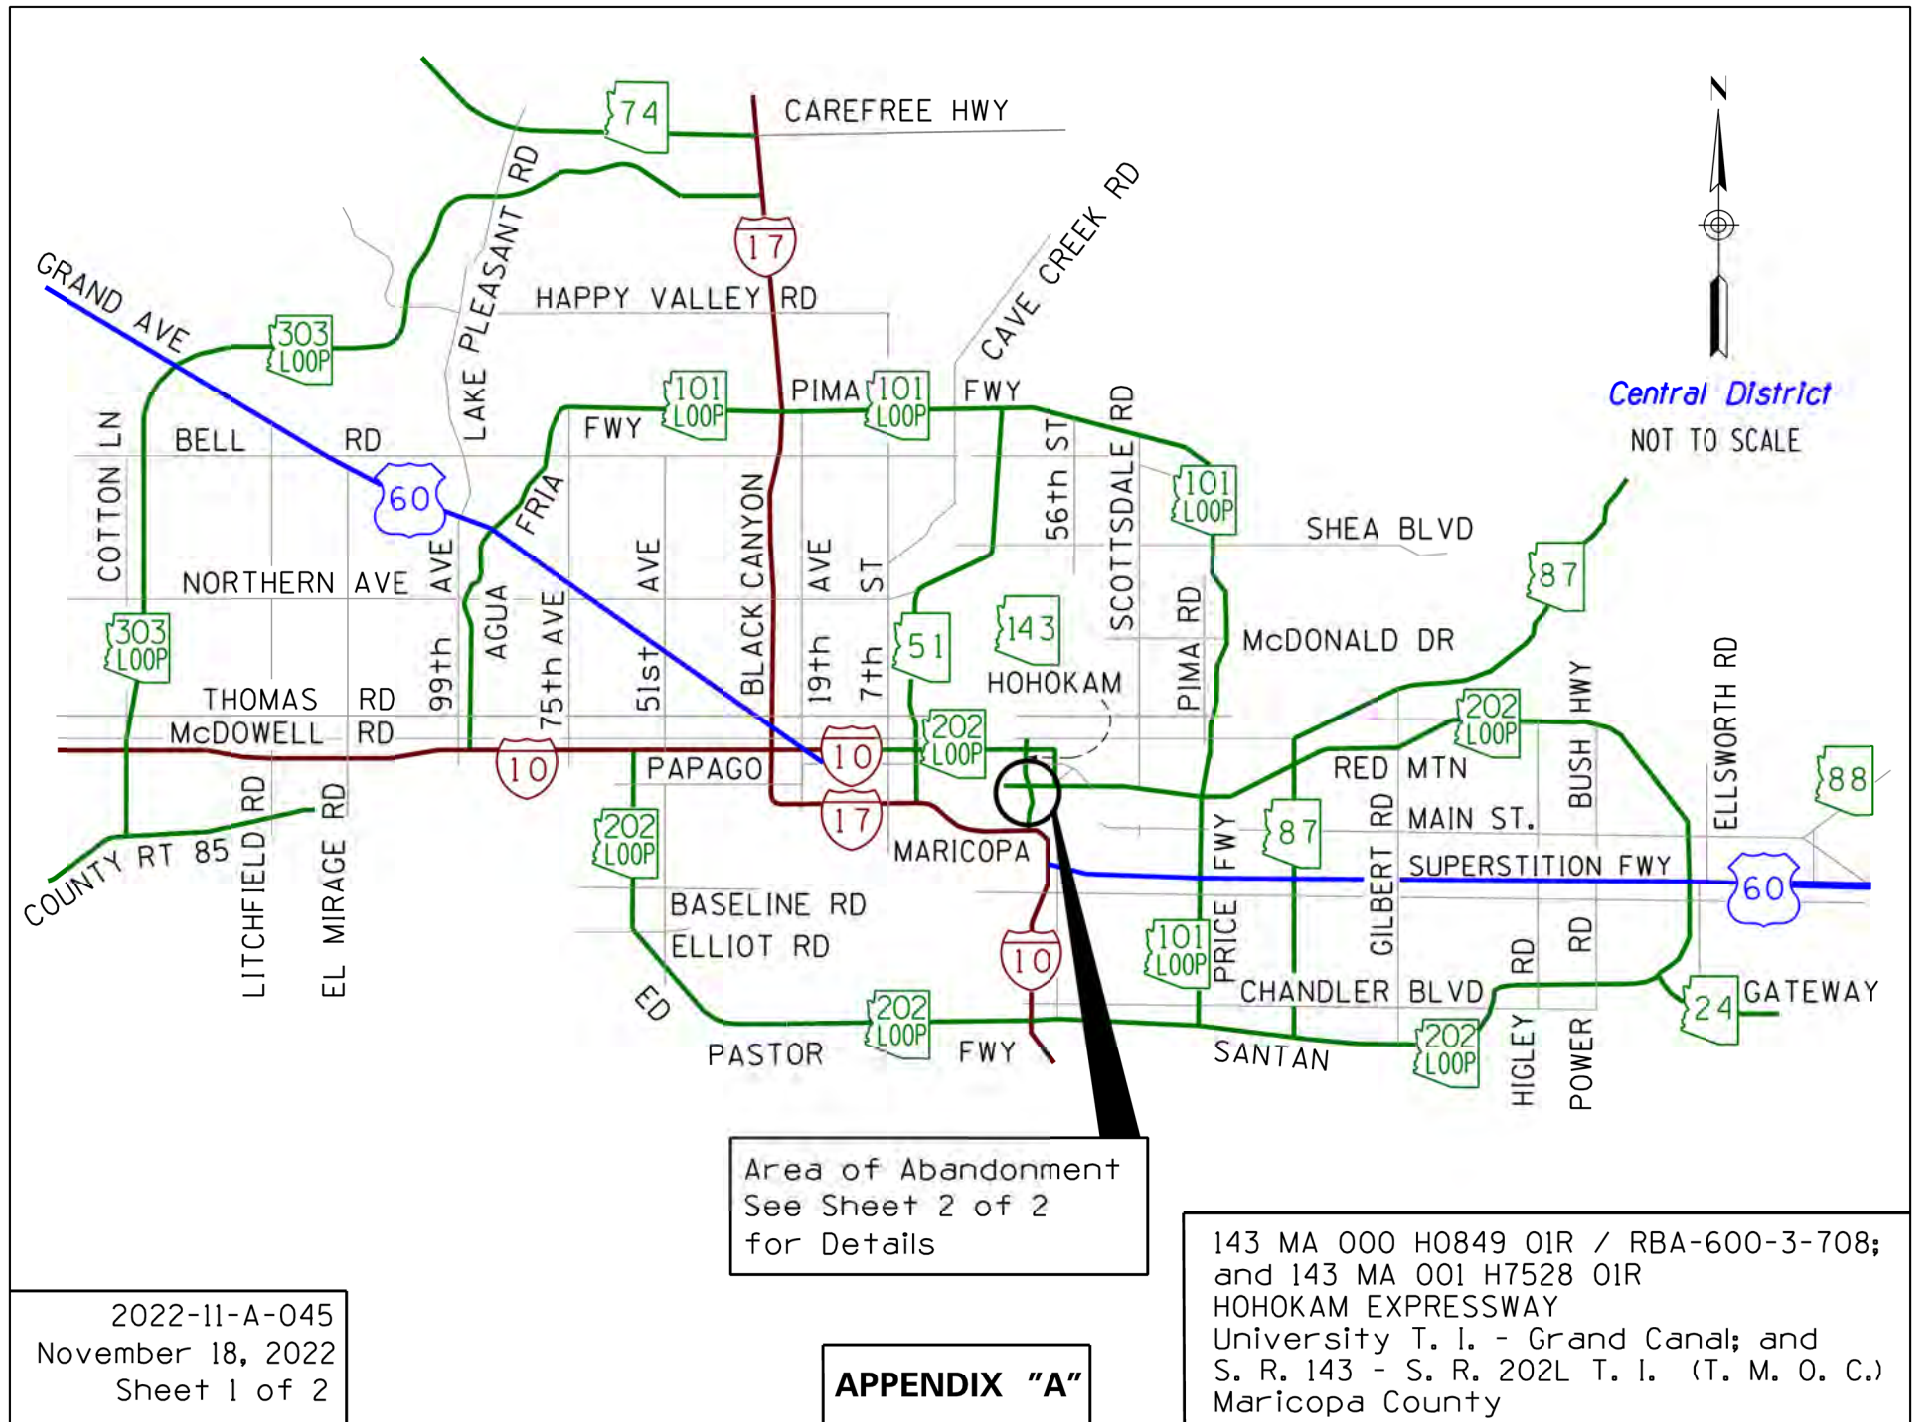 N
74
CAREFREE HWY
LAKE PLEASANT RD
17
CAVE CREEK RD
GRAND AVE
HAPPY VALLEY RD
303
LOOP
101
LOOP
PIMA
101
LOOP
FWY
Central District
NOT TO SCALE
FWY
COTTON LN
BELL RD
60
FRIA
BLACK CANYON
56th ST
SCOTTSDALE RD
101
LOOP
SHEA BLVD
87
NORTHERN AVE
99th AVE
AGUA
75th AVE
51st AVE
19th AVE
7th ST
51
143
HOHOKAM
PIMA RD
McDONALD DR
303
LOOP
THOMAS RD
McDOWELL RD
10
PAPAGO
10
202
LOOP
202
LOOP
RED MTN
BUSH HWY
ELLSWORTH RD
88
17
MARICOPA
202
LOOP
87
GILBERT RD
MAIN ST.
SUPERSTITION FWY
60
COUNTY RT 85
LITCHFIELD RD
EL MIRAGE RD
BASELINE RD
ELLIOT RD
10
101
LOOP
PRICE FWY
CHANDLER BLVD
HIGLEY RD
POWER RD
24
GATEWAY
ED
PASTOR
202
LOOP
FWY
SANTAN
202
LOOP
Area of Abandonment
See Sheet 2 of 2
for Details
143 MA 000 H0849 01R / RBA-600-3-708;
and 143 MA 001 H7528 01R
HOHOKAM EXPRESSWAY
University T. I. - Grand Canal; and
S. R. 143 - S. R. 202L T. I. (T. M. O. C.)
Maricopa County
2022-11-A-045
November 18, 2022
Sheet 1 of 2
APPENDIX "A"